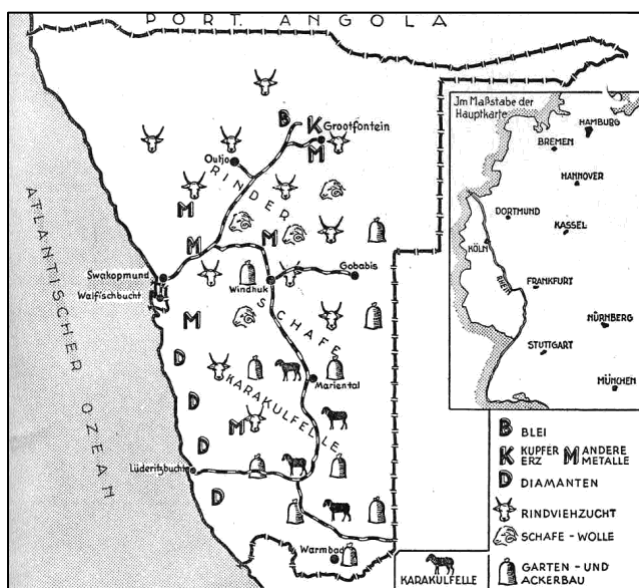 PORT. ANGOLA
ATLANTISCHER OZEAN
B
K
Grootfontein
M
Outjo
RINDER
M
M
M
Swakopmund
Walfischbucht
Windhuk
Gobabis
SCHAFE
M
D
KARAKULFELLE
Mariental
D
M
D
Lüderitzbucht
D
Warmbad
Im Maßstabe der
Hauptkarte
HAMBURG
BREMEN
HANNOVER
DORTMUND
KASSEL
KÖLN
RHEIN
FRANKFURT
NÜRNBERG
STUTTGART
MÜNCHEN
B BLEI
K KUPFER ERZ
M ANDERE METALLE
D DIAMANTEN
RINDVIEHZUCHT
SCHAFE - WOLLE
KARAKULFELLE
GARTEN - UND
ACKERBAU